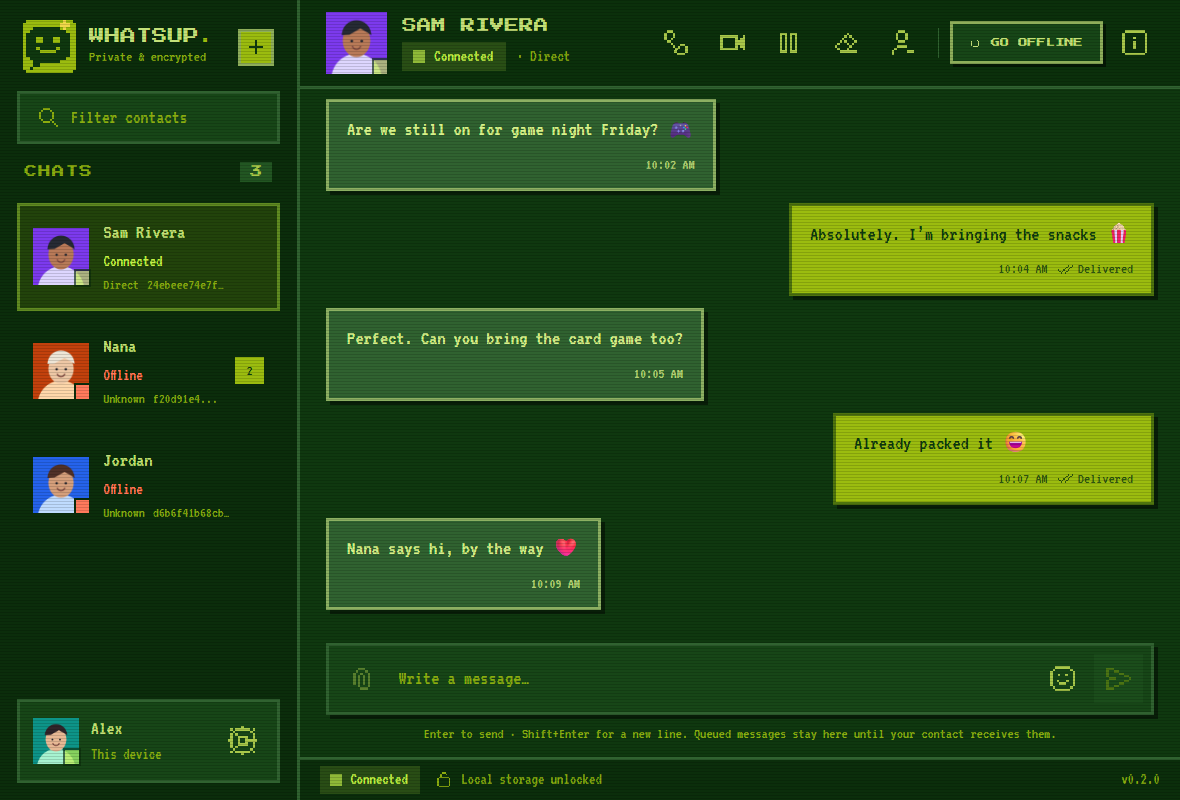 WHATSUP.
Private & encrypted
Filter contacts
CHATS
3
Sam Rivera
Connected
Direct 24ebeee74e7f…
Nana
Offline
Unknown f20d91e4...
2
Jordan
Offline
Unknown d6b6f41b68cb…
Alex
This device
SAM RIVERA
Connected
· Direct
GO OFFLINE
Are we still on for game night Friday? 🎮
10:02 AM
Absolutely. I’m bringing the snacks 🍿
10:04 AM Delivered
Perfect. Can you bring the card game too?
10:05 AM
Already packed it 😄
10:07 AM Delivered
Nana says hi, by the way ❤️
10:09 AM
Write a message…
Enter to send · Shift+Enter for a new line. Queued messages stay here until your contact receives them.
Connected
Local storage unlocked
v0.2.0